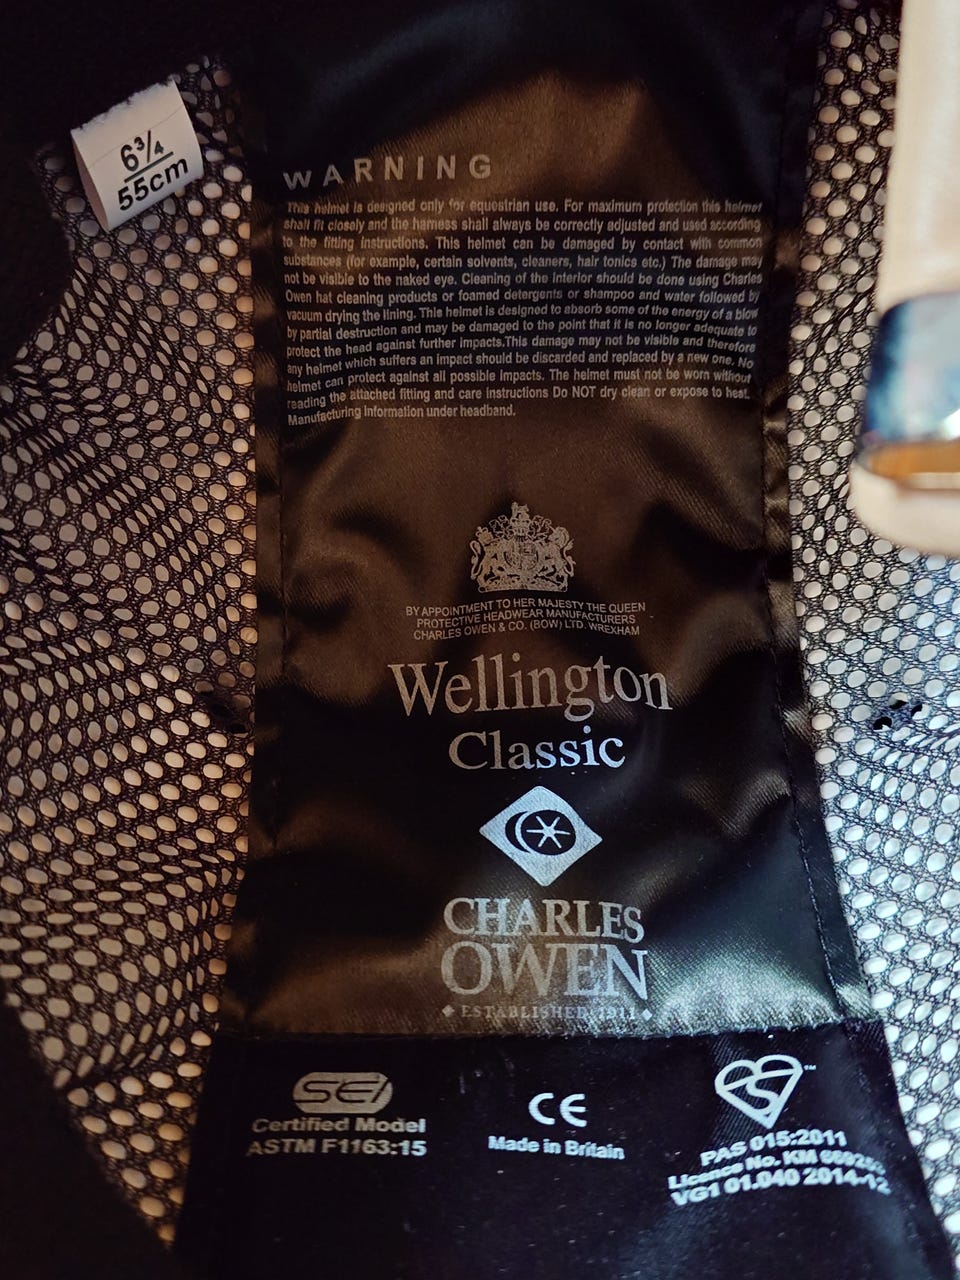 6 3/4
55cm
WARNING
This helmet is designed only for equestrian use. For maximum protection this helmet
shall fit closely and the harness shall always be correctly adjusted and used according
to the fitting instructions. This helmet can be damaged by contact with common
substances (for example, certain solvents, cleaners, hair tonics etc.) The damage may
not be visible to the naked eye. Cleaning of the interior should be done using Charles
Owen hat cleaning products or foamed detergents or shampoo and water followed by
vacuum drying the lining. This helmet is designed to absorb some of the energy of a blow
by partial destruction and may be damaged to the point that it is no longer adequate to
protect the head against further impacts.This damage may not be visible and therefore
any helmet which suffers an impact should be discarded and replaced by a new one. No
helmet can protect against all possible impacts. The helmet must not be worn without
reading the attached fitting and care instructions Do NOT dry clean or expose to heat.
Manufacturing information under headband.
BY APPOINTMENT TO HER MAJESTY THE QUEEN
PROTECTIVE HEADWEAR MANUFACTURERS
CHARLES OWEN & CO. (BOW) LTD. WREXHAM
Wellington
Classic
CHARLES
OWEN
ESTABLISHED 1911
SEI
Certified Model
ASTM F1163:15
CE
Made in Britain
S™
PAS 015:2011
Licence No. KM
VG1 01.040 2014-12